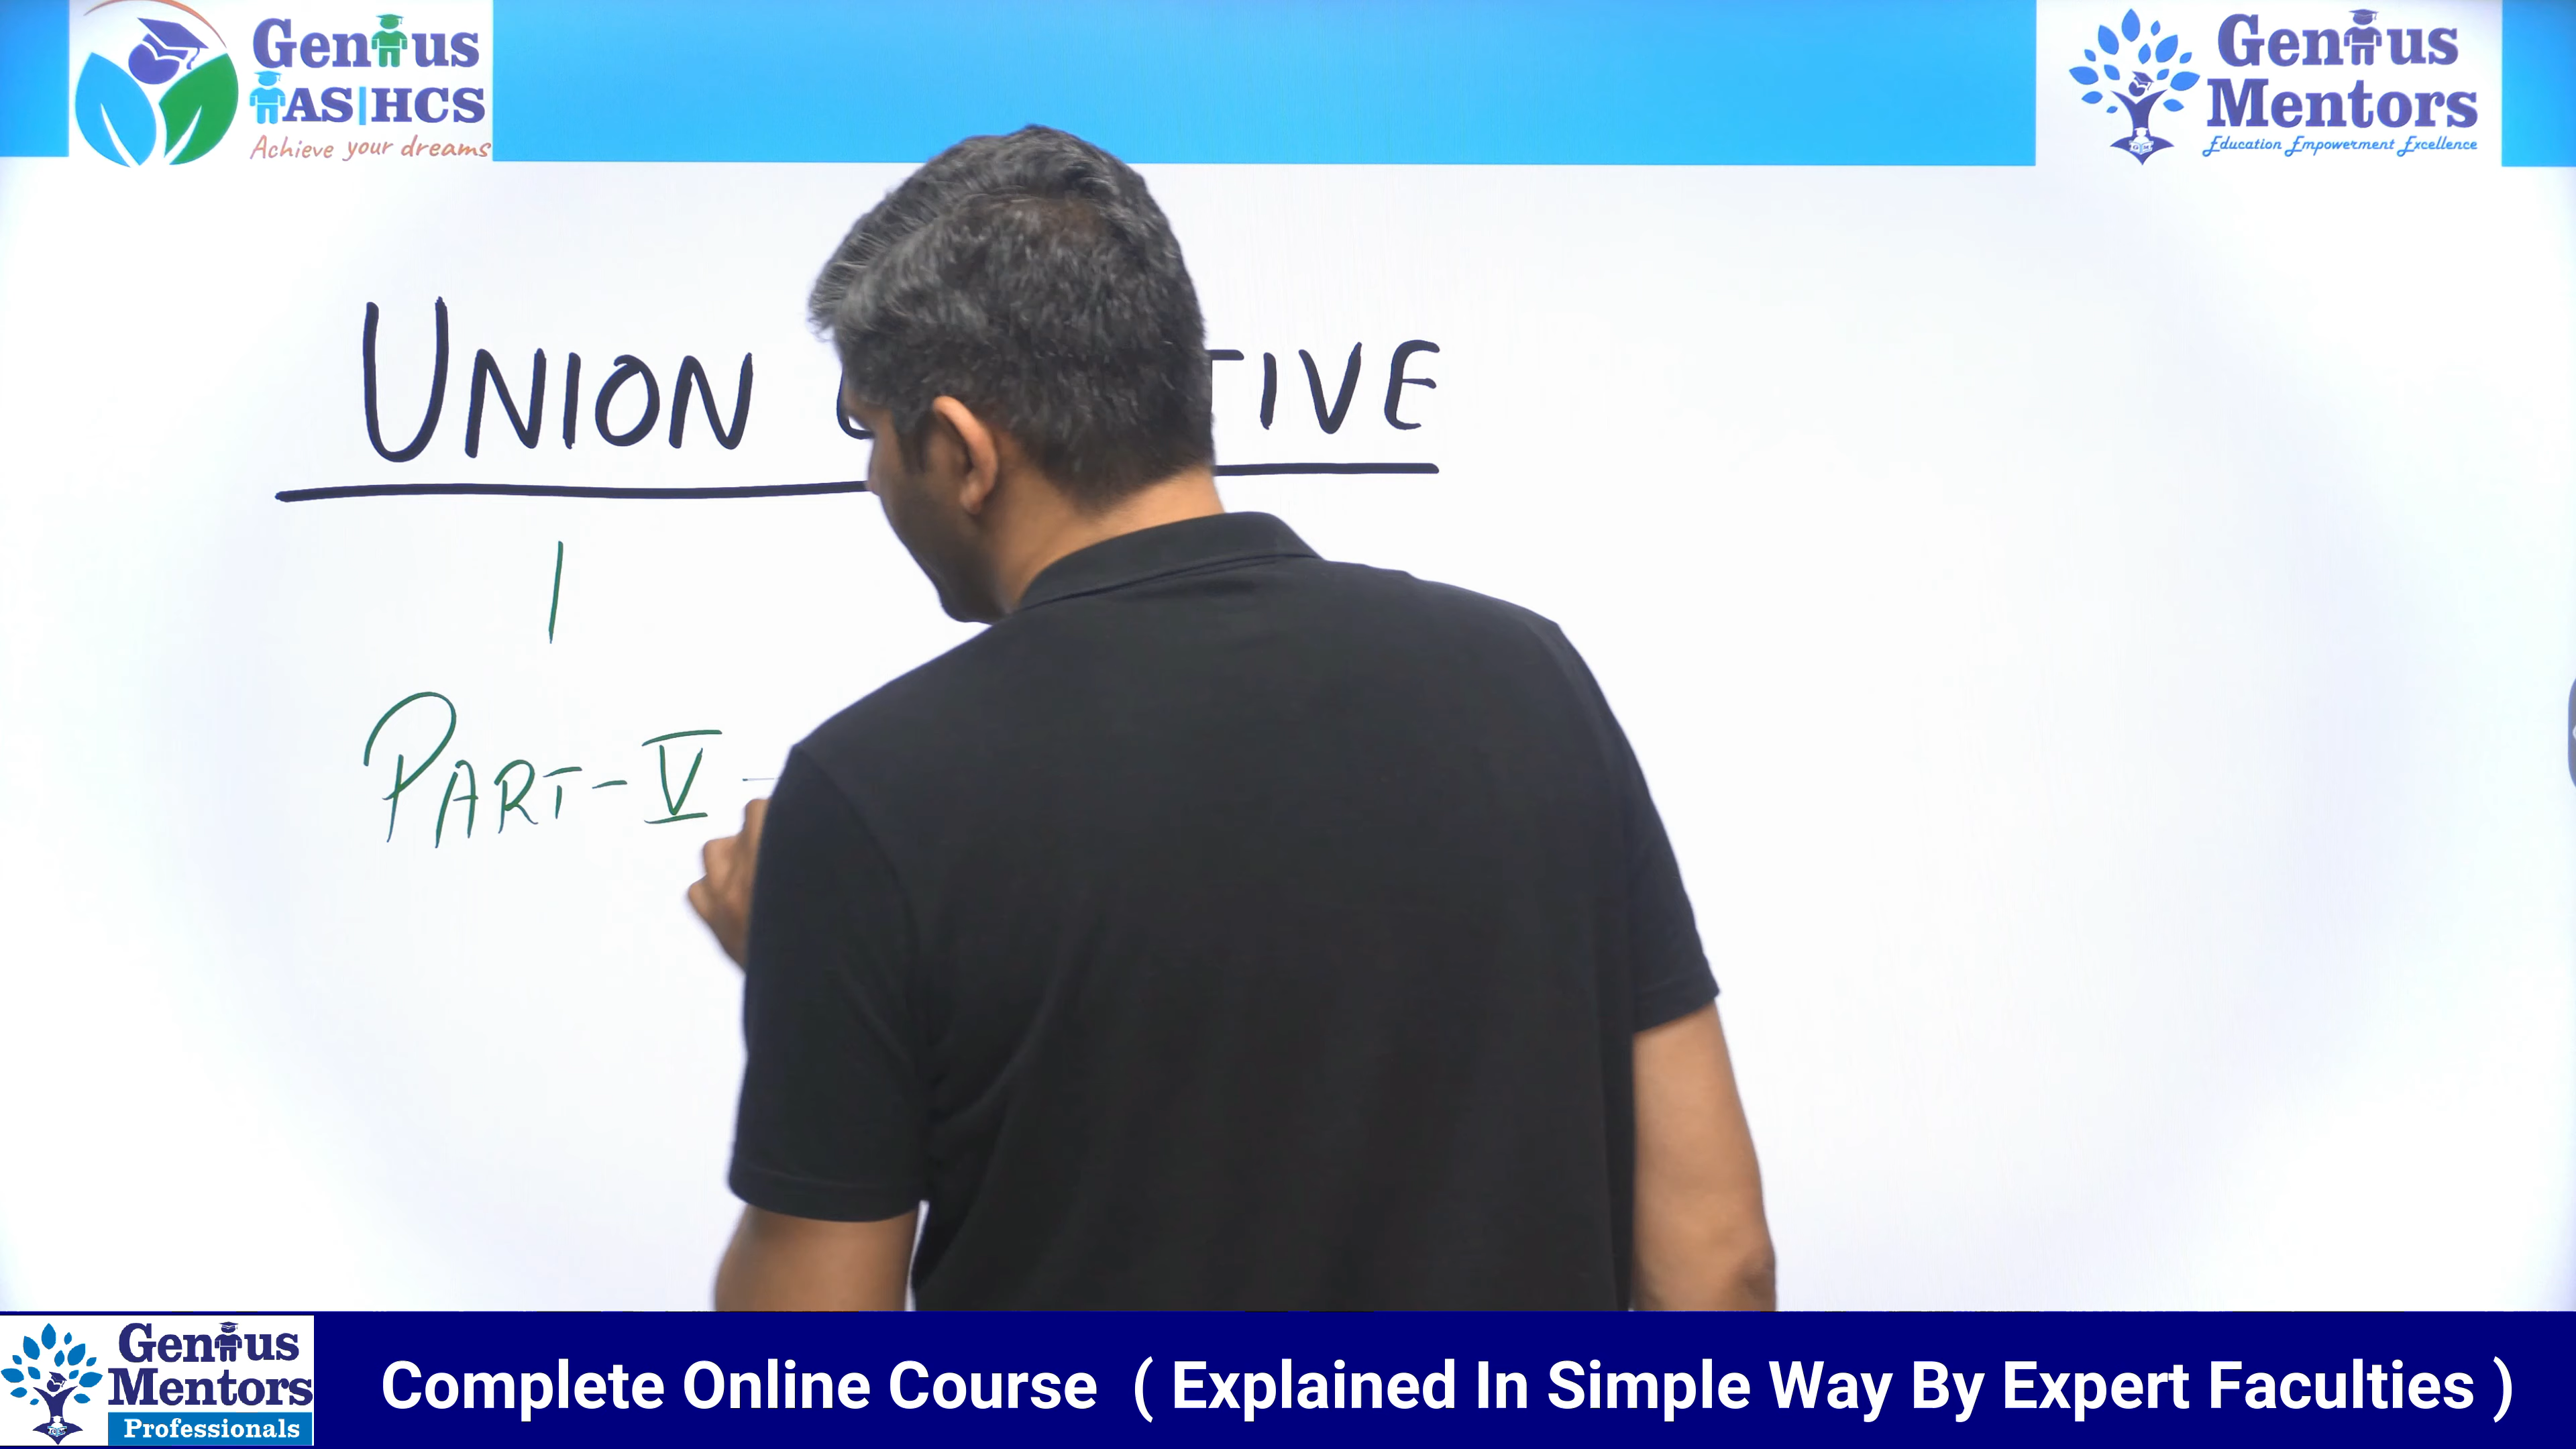 Genius
IAS|HCS
Achieve your dreams
Genius
Mentors
Education Empowerment Excellence
UNION TIVE
PART-V -
Genius
Mentors
Professionals
Complete Online Course ( Explained In Simple Way By Expert Faculties )